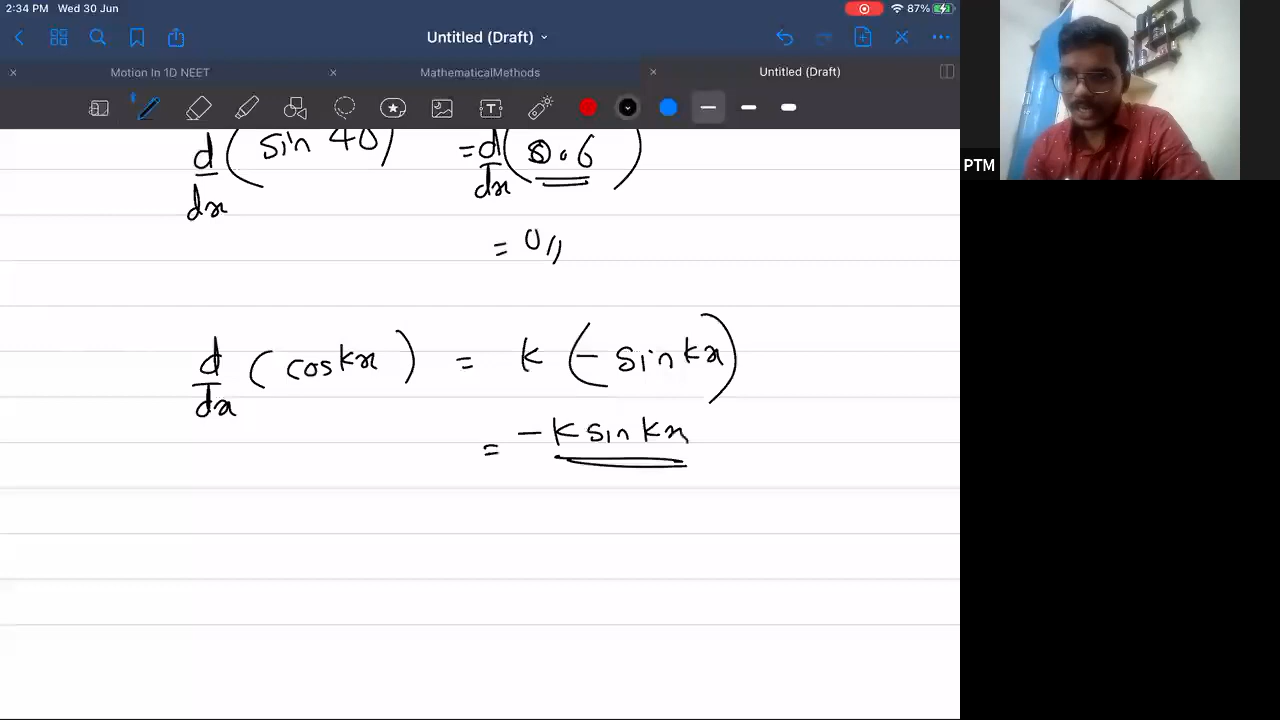 2:34 PM Wed 30 Jun 87%
Untitled (Draft)
Motion In 1D NEET MathematicalMethods Untitled (Draft)
PTM
d/dx (sin 40) = d/dx (0.6)
= 0//
d/dx (cos kx) = k (- sin kx)
= - k sin kx